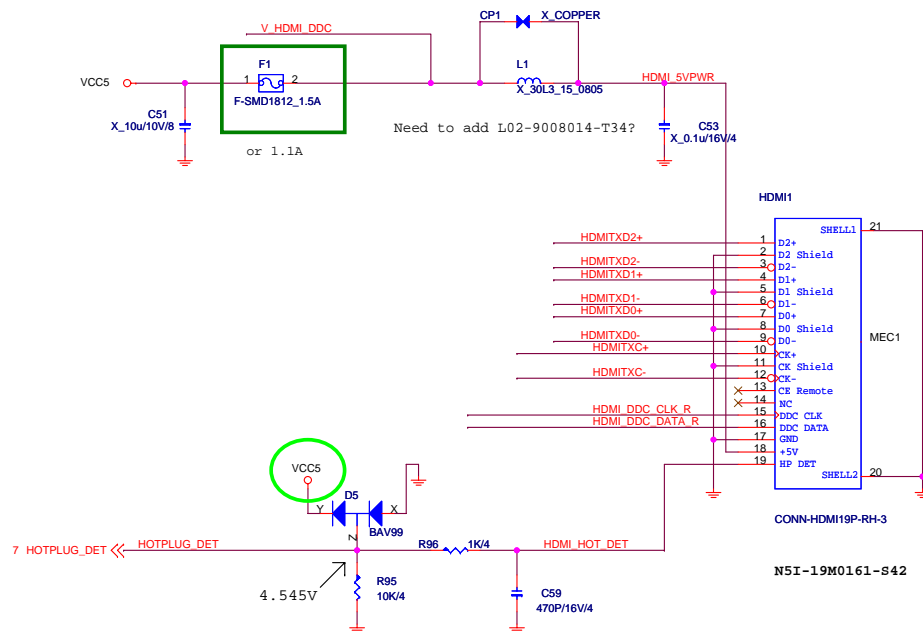 CP1 X_COPPER
V_HDMI_DDC
F1
L1
VCC5
1 2
HDMI_5VPWR
F-SMD1812_1.5A
X_30L3_15_0805
C51
X_10u/10V/8
Need to add L02-9008014-T34?
C53
X_0.1u/16V/4
or 1.1A
HDMI1
SHELL1 21
HDMITXD2+ 1 D2+
2 D2 Shield
HDMITXD2- 3 D2-
HDMITXD1+ 4 D1+
5 D1 Shield
HDMITXD1- 6 D1-
HDMITXD0+ 7 D0+
8 D0 Shield
MEC1
HDMITXD0- 9 D0-
HDMITXC+ 10 CK+
11 CK Shield
HDMITXC- 12 CK-
13 CE Remote
14 NC
HDMI_DDC_CLK_R 15 DDC CLK
HDMI_DDC_DATA_R 16 DDC DATA
17 GND
18 +5V
19 HP DET
SHELL2 20
VCC5
D5
Y X
BAV99
Z
CONN-HDMI19P-RH-3
7 HOTPLUG_DET HOTPLUG_DET
R96 1K/4
HDMI_HOT_DET
N5I-19M0161-S42
R95
10K/4
4.545V
C59
470P/16V/4